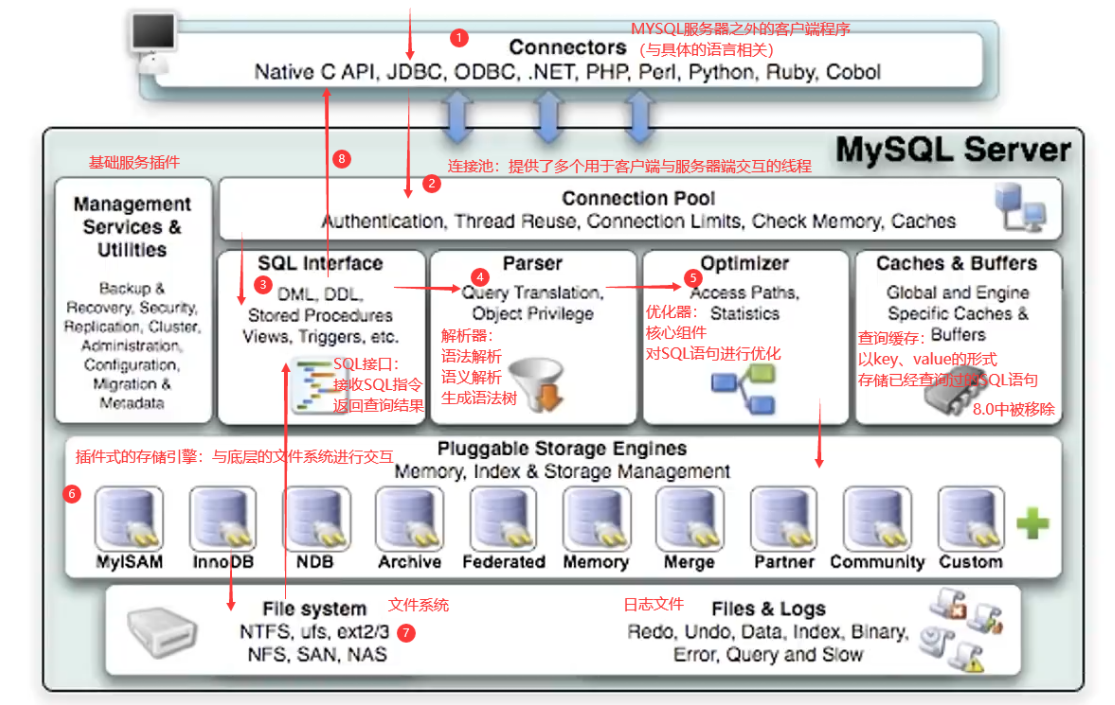 1
MYSQL服务器之外的客户端程序
（与具体的语言相关）
Connectors
Native C API, JDBC, ODBC, .NET, PHP, Perl, Python, Ruby, Cobol
MySQL Server
基础服务插件
8
连接池：提供了多个用于客户端与服务器端交互的线程
2
Management
Services &
Utilities
Backup &
Recovery, Security,
Replication, Cluster,
Administration,
Configuration,
Migration &
Metadata
Connection Pool
Authentication, Thread Reuse, Connection Limits, Check Memory, Caches
SQL Interface
3
DML, DDL,
Stored Procedures
Views, Triggers, etc.
SQL接口：
接收SQL指令
返回查询结果
Parser
4
Query Translation,
Object Privilege
解析器：
语法解析
语义解析
生成语法树
Optimizer
5
Access Paths,
Statistics
优化器：
核心组件
对SQL语句进行优化
Caches & Buffers
Global and Engine
Specific Caches &
Buffers
查询缓存：
以key、value的形式
存储已经查询过的SQL语句
8.0中被移除
Pluggable Storage Engines
Memory, Index & Storage Management
插件式的存储引擎：与底层的文件系统进行交互
6
MyISAM
InnoDB
NDB
Archive
Federated
Memory
Merge
Partner
Community
Custom
File system
文件系统
NTFS, ufs, ext2/3
7
NFS, SAN, NAS
日志文件
Files & Logs
Redo, Undo, Data, Index, Binary,
Error, Query and Slow